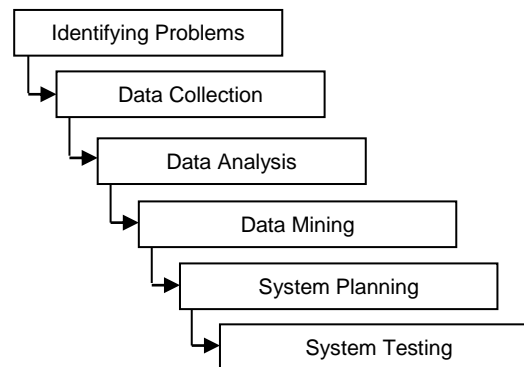 Identifying Problems
Data Collection
Data Analysis
Data Mining
System Planning
System Testing